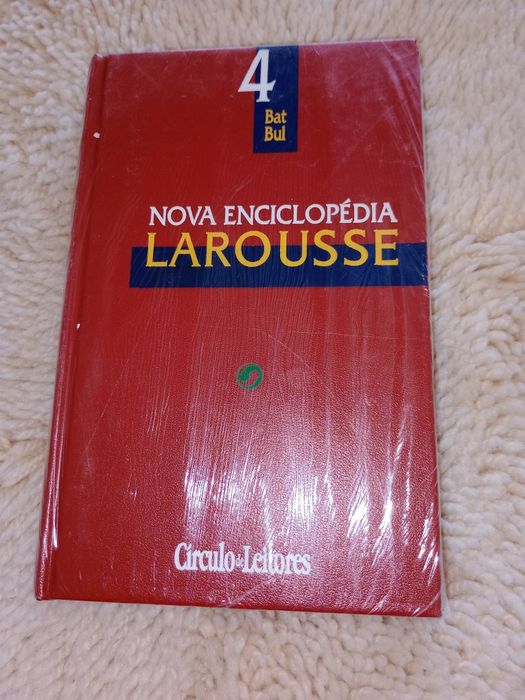 4
Bat
Bul
NOVA ENCICLOPÉDIA
LAROUSSE
Círculo de Leitores